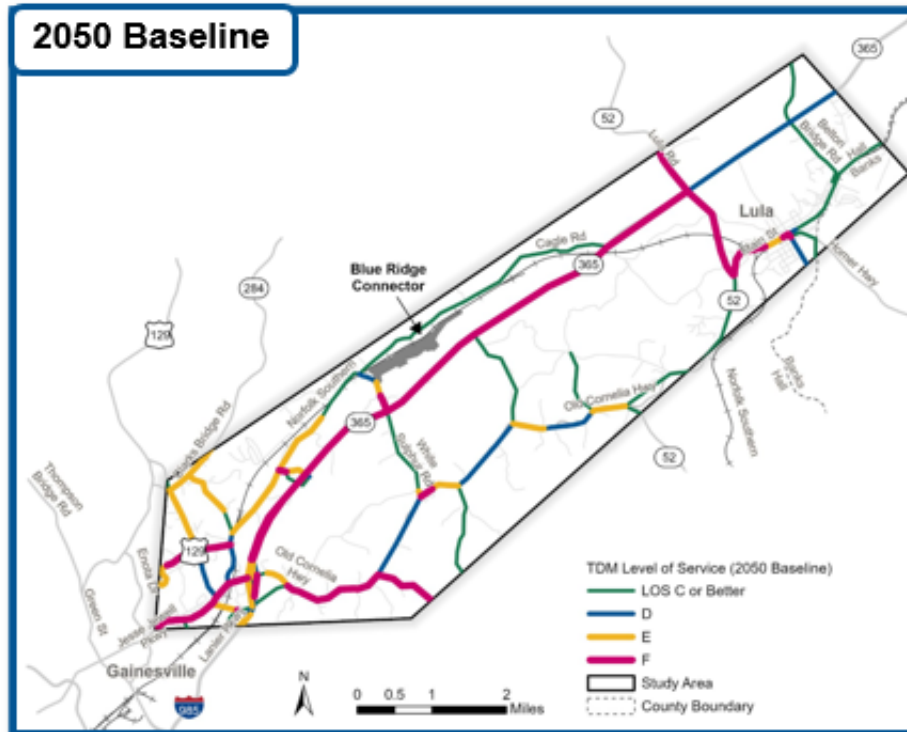 2050 Baseline
365
52
Lula Rd
Belton
Bridge Rd
Hall
Banks
Lula
Main St
Cagle Rd
365
Blue Ridge
Connector
284
129
52
Homer Hwy
Norfolk Southern
Banks
Hall
Old Cornelia Hwy
Norfolk Southern
365
White
Sulphur Rd
Clarks Bridge Rd
52
Thompson
Bridge Rd
129
Enota Dr
Old Cornelia
Hwy
Green St
Jesse Jewell
Pkwy
Lanier Pkwy
Gainesville
985
N
0 0.5 1 2
Miles
TDM Level of Service (2050 Baseline)
LOS C or Better
D
E
F
Study Area
County Boundary